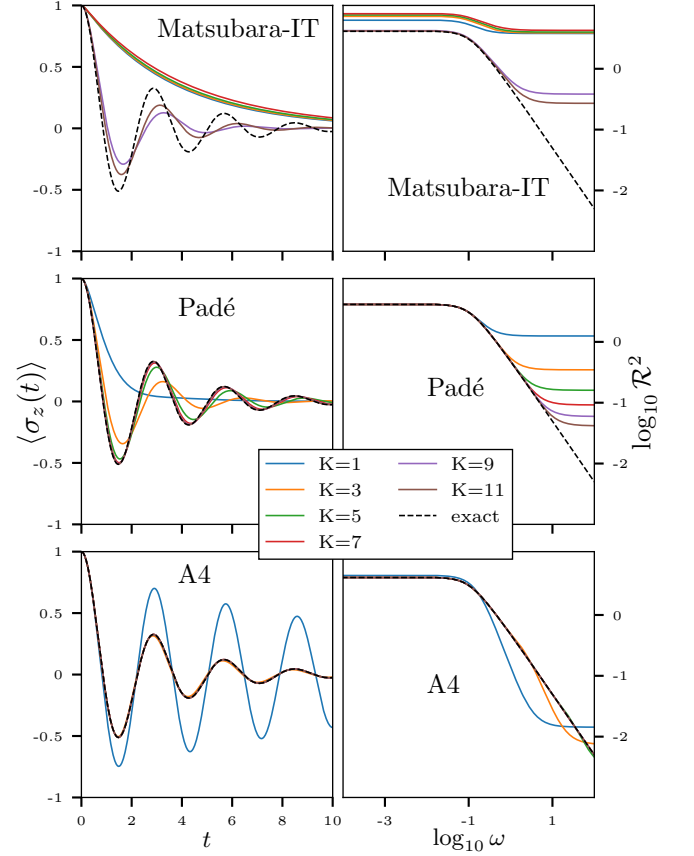 Matsubara-IT
1
0.5
0
-0.5
-1
Matsubara-IT
0
-1
-2
Padé
1
0.5
0
-0.5
-1
⟨σ_z(t)⟩
Padé
0
-1
-2
log₁₀ R²
K=1 K=9
K=3 K=11
K=5 exact
K=7
A4
1
0.5
0
-0.5
-1
0 2 4 6 8 10
t
A4
0
-1
-2
-3 -1 1
log₁₀ ω